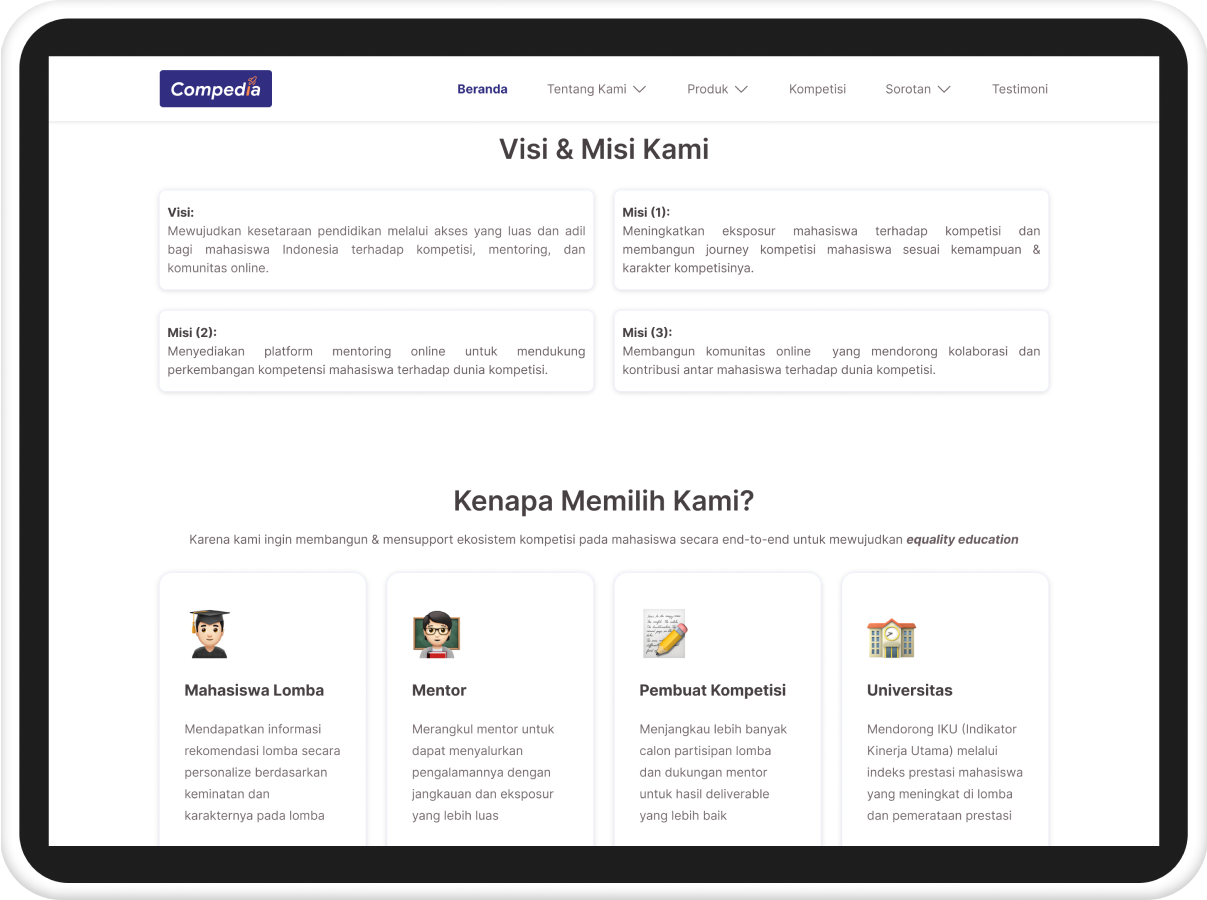 Compedia
Beranda
Tentang Kami
Produk
Kompetisi
Sorotan
Testimoni
Visi & Misi Kami
Visi:
Mewujudkan kesetaraan pendidikan melalui akses yang luas dan adil
bagi mahasiswa Indonesia terhadap kompetisi, mentoring, dan
komunitas online.
Misi (1):
Meningkatkan eksposur mahasiswa terhadap kompetisi dan
membangun journey kompetisi mahasiswa sesuai kemampuan &
karakter kompetisinya.
Misi (2):
Menyediakan platform mentoring online untuk mendukung
perkembangan kompetensi mahasiswa terhadap dunia kompetisi.
Misi (3):
Membangun komunitas online yang mendorong kolaborasi dan
kontribusi antar mahasiswa terhadap dunia kompetisi.
Kenapa Memilih Kami?
Karena kami ingin membangun & mensupport ekosistem kompetisi pada mahasiswa secara end-to-end untuk mewujudkan equality education
Mahasiswa Lomba
Mendapatkan informasi
rekomendasi lomba secara
personalize berdasarkan
keminatan dan
karakternya pada lomba
Mentor
Merangkul mentor untuk
dapat menyalurkan
pengalamannya dengan
jangkauan dan eksposur
yang lebih luas
Pembuat Kompetisi
Menjangkau lebih banyak
calon partisipan lomba
dan dukungan mentor
untuk hasil deliverable
yang lebih baik
Universitas
Mendorong IKU (Indikator
Kinerja Utama) melalui
indeks prestasi mahasiswa
yang meningkat di lomba
dan pemerataan prestasi